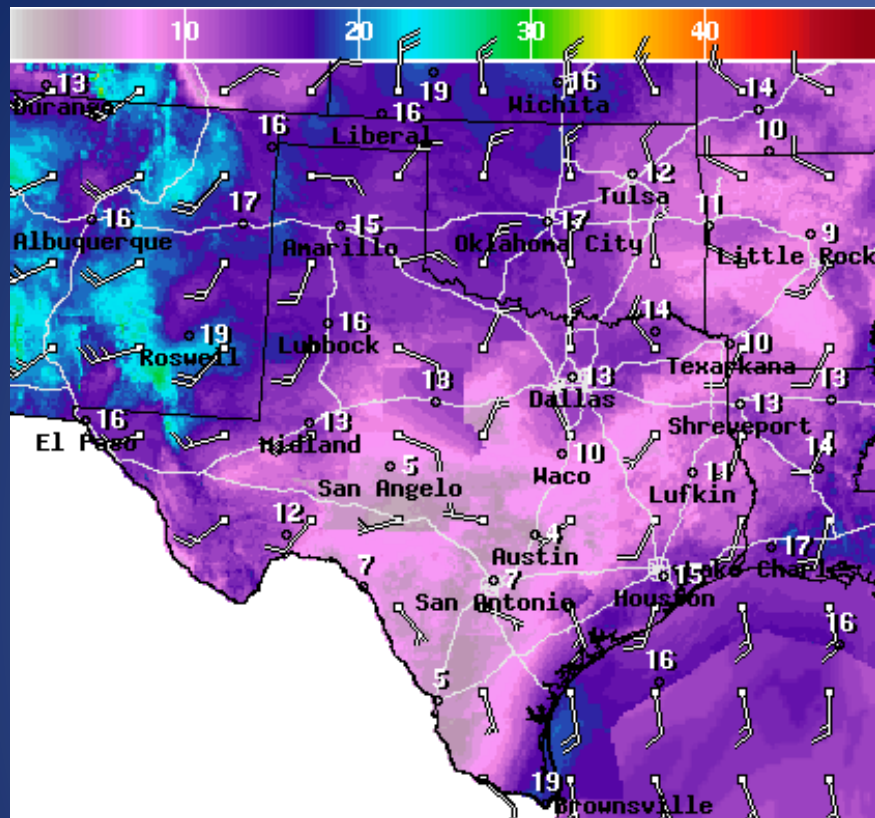 10 20 30 40
13 19 16 14
Durango Wichita
16 16 10
Liberal
12
Tulsa
16 17 15 17 11 9
Albuquerque Amarillo Oklahoma City Little Rock
19 16 14 10
Roswell Lubbock Texarkana
13 13 13
Dallas
16 13 13
El Paso Midland Shreveport
5 10 11 14
San Angelo Waco Lufkin
12 4 17
Austin Lake Charles
7 7 15
San Antonio Houston
16
5 16
19
Brownsville